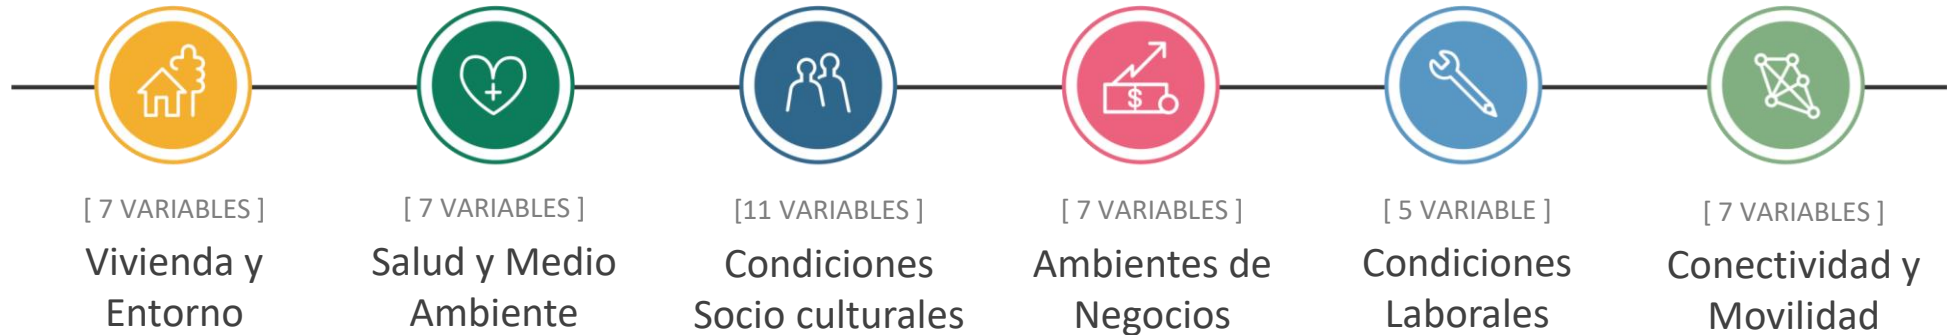 $
[ 7 VARIABLES ]
Vivienda y
Entorno
[ 7 VARIABLES ]
Salud y Medio
Ambiente
[11 VARIABLES ]
Condiciones
Socio culturales
[ 7 VARIABLES ]
Ambientes de
Negocios
[ 5 VARIABLE ]
Condiciones
Laborales
[ 7 VARIABLES ]
Conectividad y
Movilidad